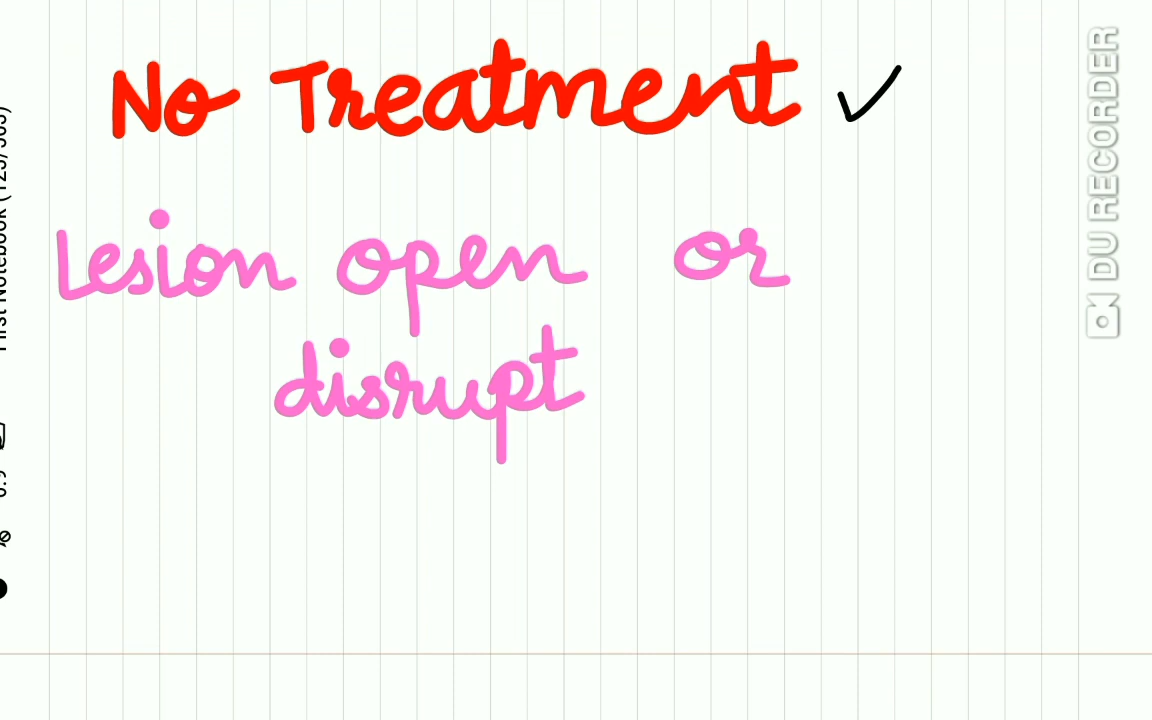 No Treatment ✓
Lesion open or
disrupt
DU RECORDER